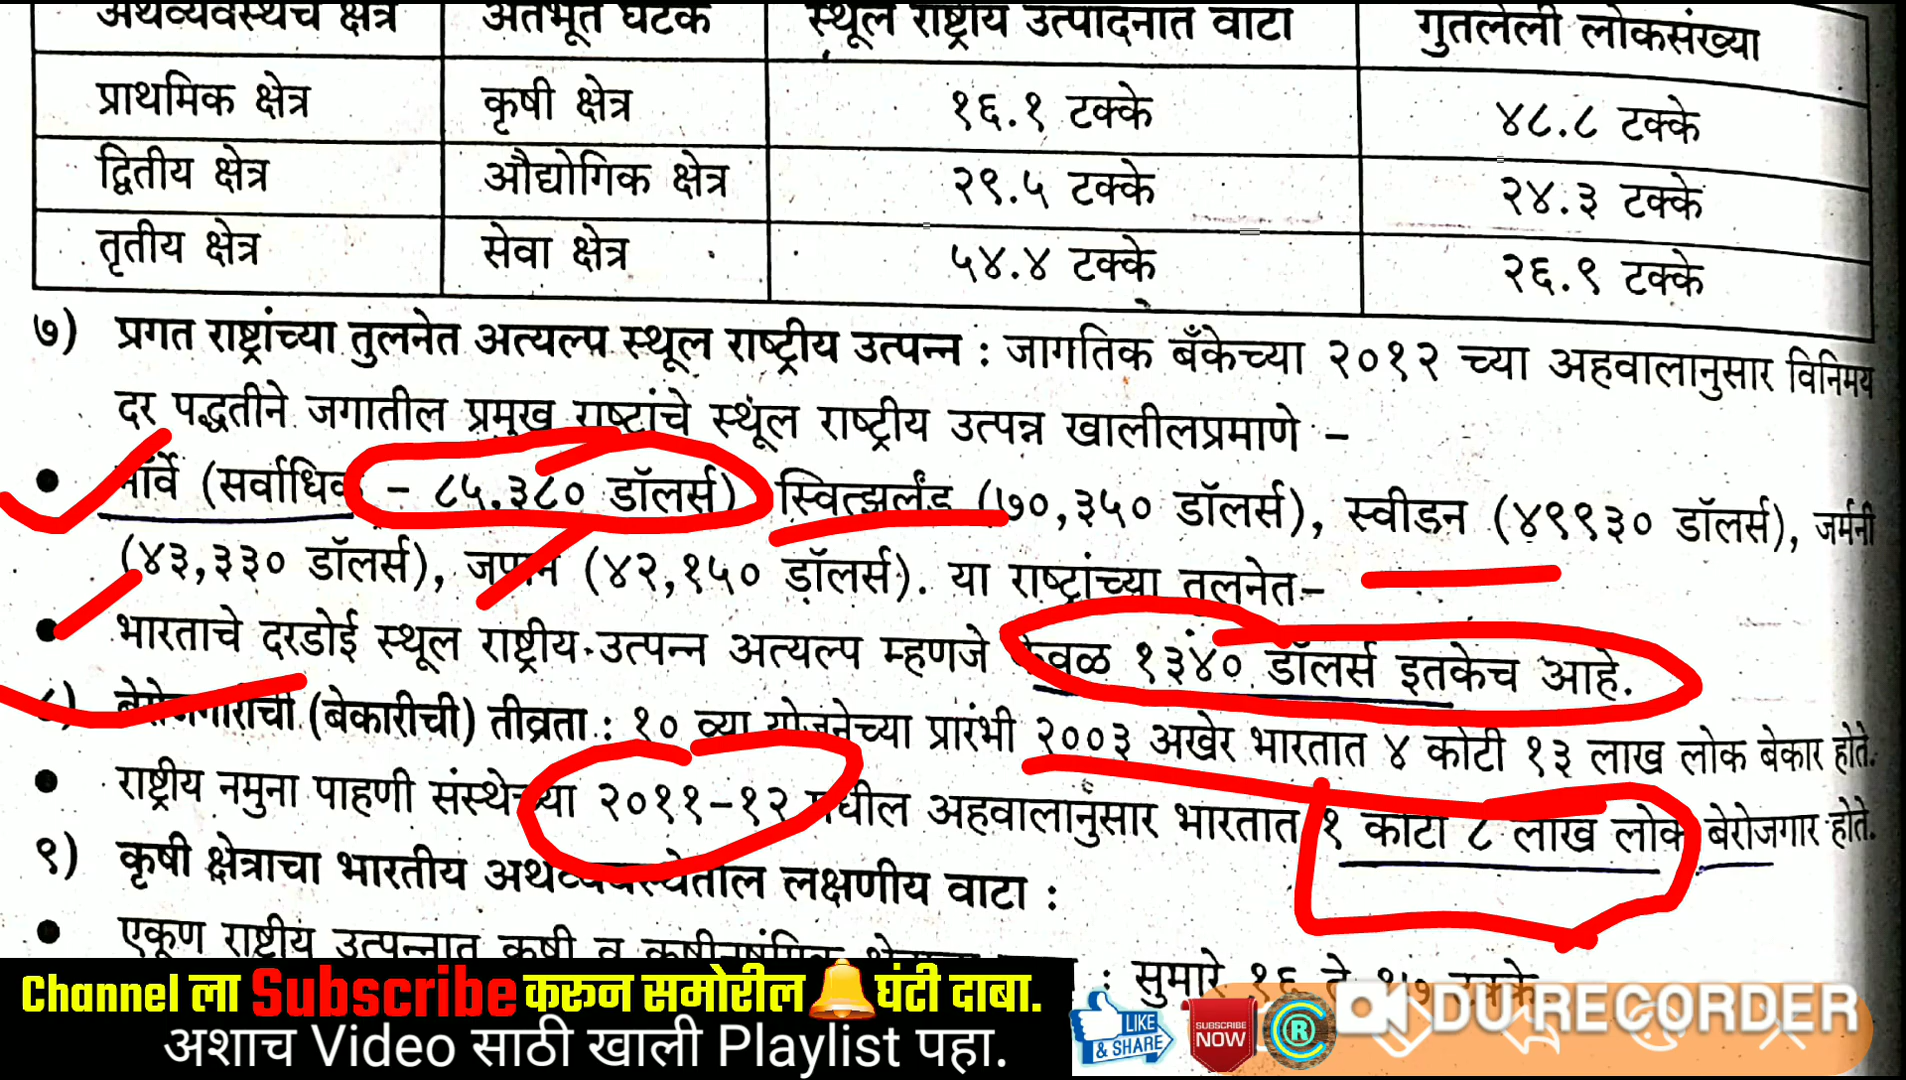 अर्थव्यवस्थेचे क्षेत्र अंतर्भूत घटक स्थूल राष्ट्रीय उत्पादनात वाटा गुंतलेली लोकसंख्या
प्राथमिक क्षेत्र कृषी क्षेत्र १६.१ टक्के ४८.८ टक्के
द्वितीय क्षेत्र औद्योगिक क्षेत्र २९.५ टक्के २४.३ टक्के
तृतीय क्षेत्र सेवा क्षेत्र ५४.४ टक्के २६.९ टक्के
७) प्रगत राष्ट्रांच्या तुलनेत अत्यल्प स्थूल राष्ट्रीय उत्पन्न : जागतिक बँकेच्या २०१२ च्या अहवालानुसार विनिमय
दर पद्धतीने जगातील प्रमुख राष्ट्रांचे स्थूल राष्ट्रीय उत्पन्न खालीलप्रमाणे –
● नॉर्वे (सर्वाधिक – ८५,३८० डॉलर्स) स्वित्झर्लंड (७०,३५० डॉलर्स), स्वीडन (४९९३० डॉलर्स), जर्मनी
(४३,३३० डॉलर्स), जपान (४२,१५० डॉलर्स). या राष्ट्रांच्या तुलनेत–
● भारताचे दरडोई स्थूल राष्ट्रीय उत्पन्न अत्यल्प म्हणजे केवळ १३४० डॉलर्स इतकेच आहे.
८) बेरोजगाराची (बेकारीची) तीव्रता : १० व्या योजनेच्या प्रारंभी २००३ अखेर भारतात ४ कोटी १३ लाख लोक बेकार होते.
● राष्ट्रीय नमुना पाहणी संस्थेच्या २०११–१२ मधील अहवालानुसार भारतात १ कोटी ८ लाख लोक बेरोजगार होते.
९) कृषी क्षेत्राचा भारतीय अर्थव्यवस्थेतील लक्षणीय वाटा :
● एकूण राष्ट्रीय उत्पन्नात कृषी व : सुमारे १६ ते १७ टक्के.
Channel ला Subscribe करून समोरील घंटी दाबा.
अशाच Video साठी खाली Playlist पहा.
LIKE & SHARE
SUBSCRIBE NOW
R
DU RECORDER